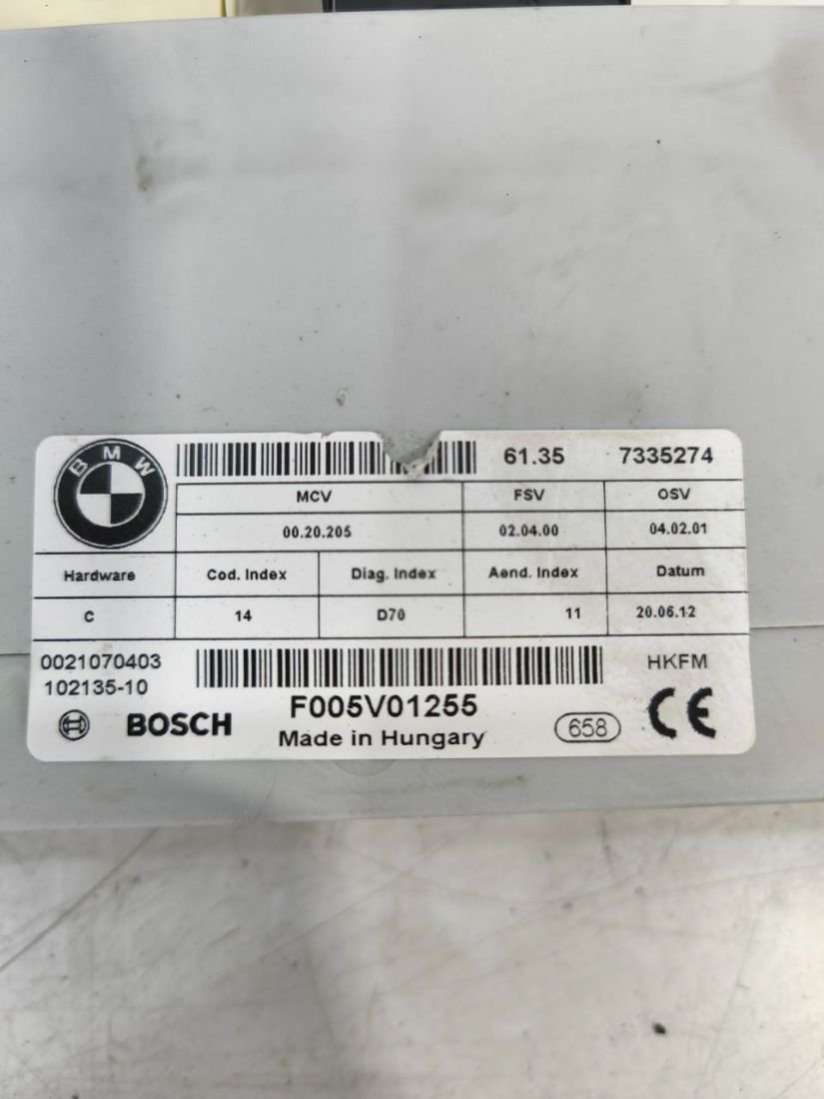 BMW
61.35 7335274
MCV FSV OSV
00.20.205 02.04.00 04.02.01
Hardware Cod. Index Diag. Index Aend. Index Datum
C 14 D70 11 20.06.12
0021070403 HKFM
102135-10
F005V01255
BOSCH Made in Hungary 658 CE